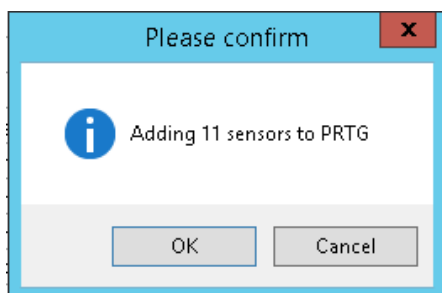 Please confirm
x
Adding 11 sensors to PRTG
OK
Cancel